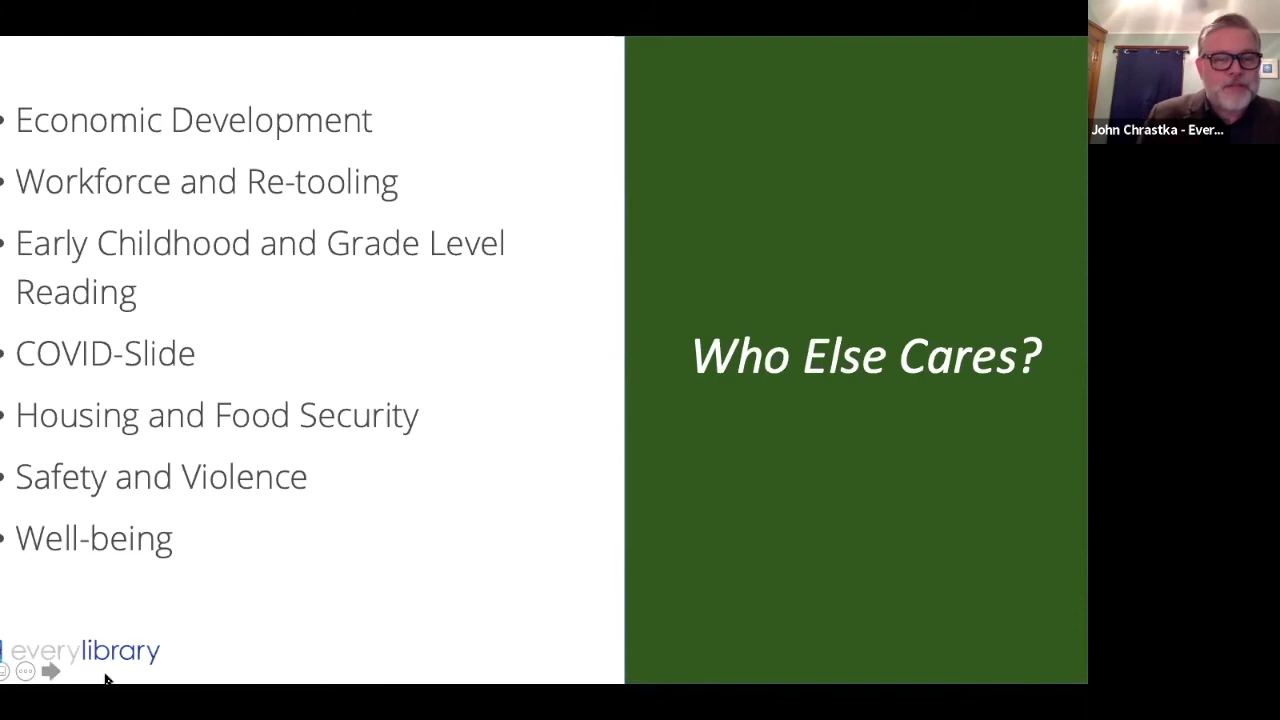 • Economic Development
• Workforce and Re-tooling
• Early Childhood and Grade Level
Reading
• COVID-Slide
• Housing and Food Security
• Safety and Violence
• Well-being
everylibrary
Who Else Cares?
John Chrastka - Ever...